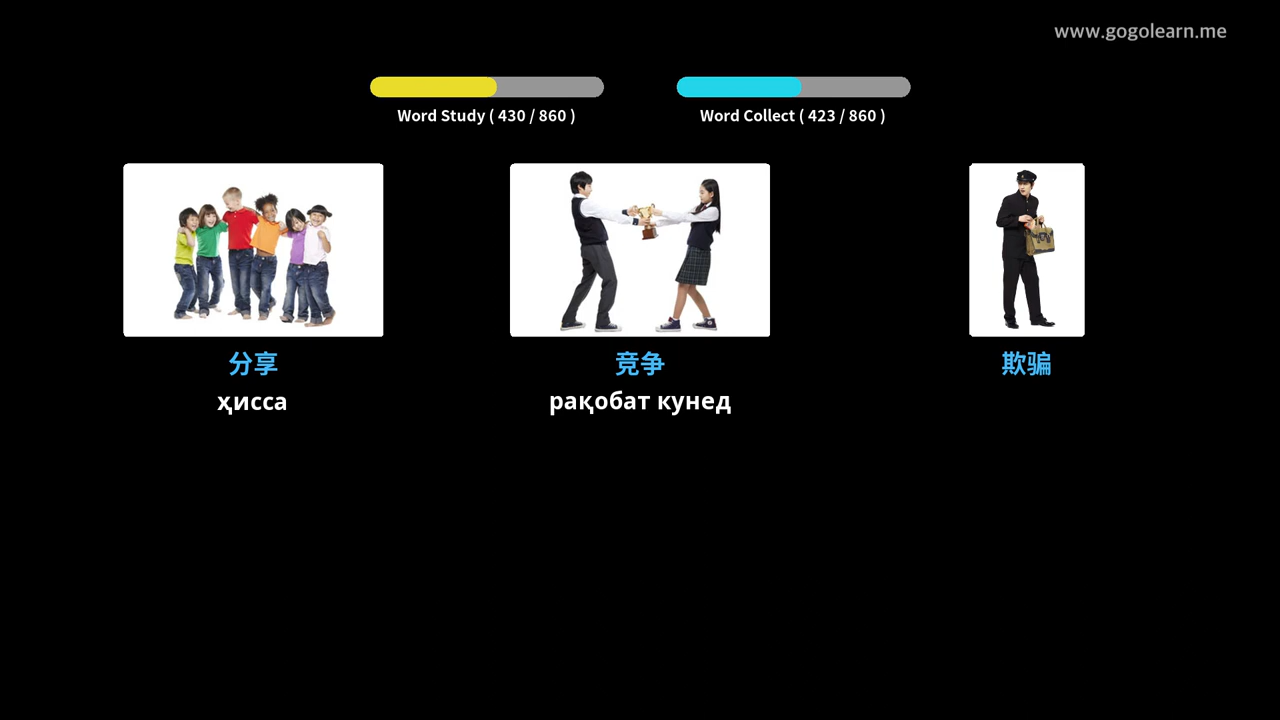 www.gogolearn.me
Word Study ( 430 / 860 )
Word Collect ( 423 / 860 )
分享
竞争
欺骗
ҳисса
рақобат кунед